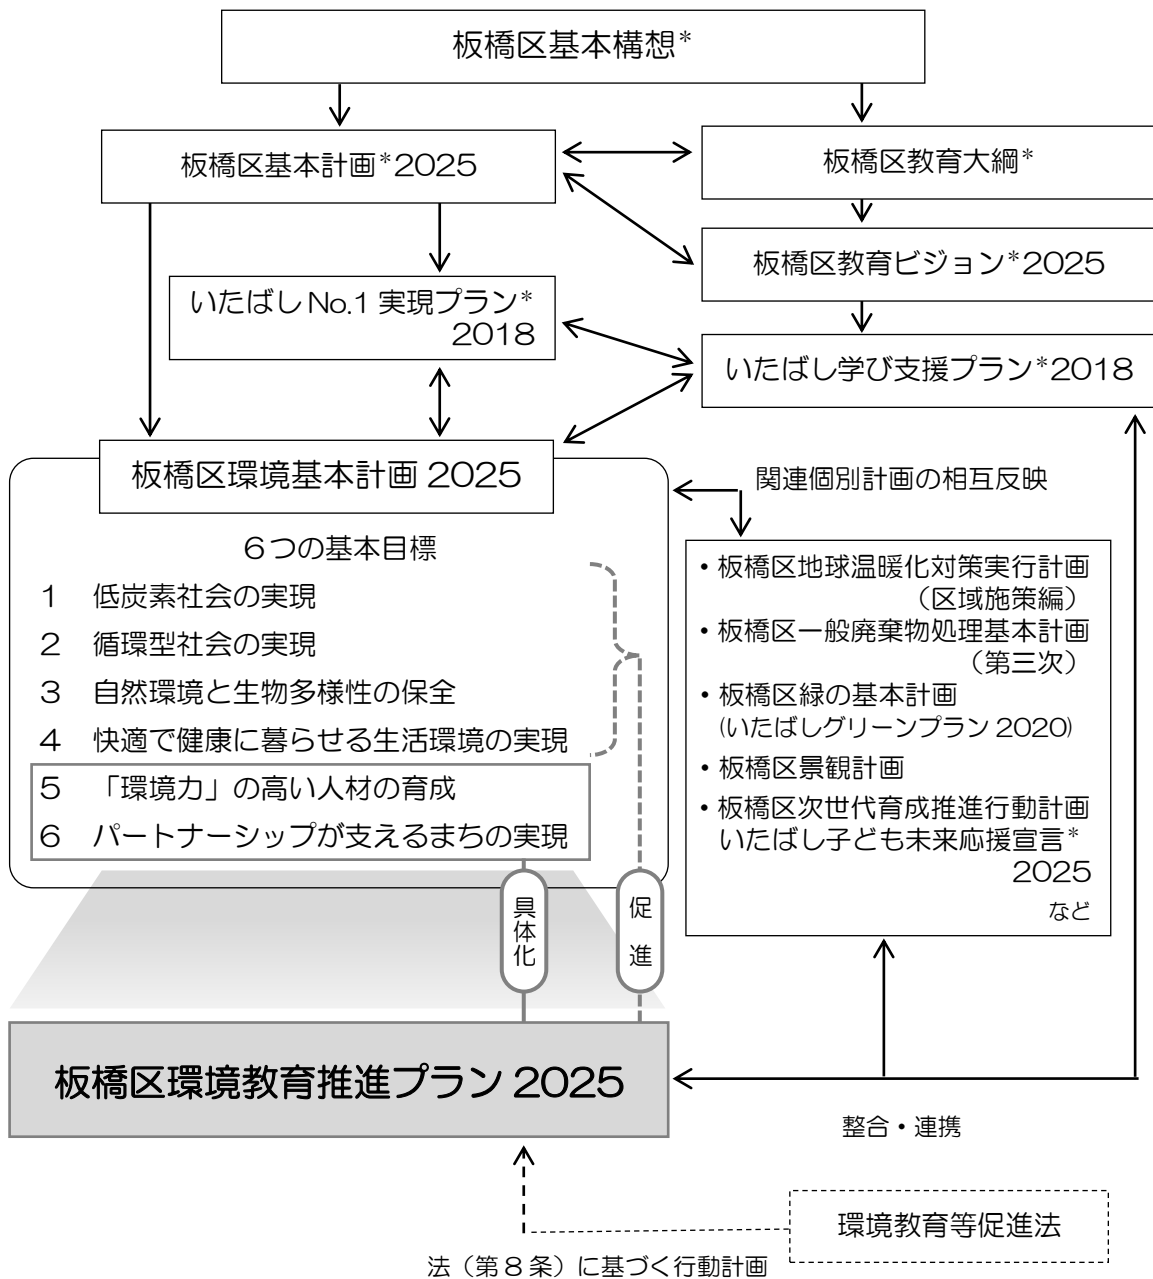 板橋区基本構想*
板橋区基本計画*2025
板橋区教育大綱*
板橋区教育ビジョン*2025
いたばし No.1 実現プラン*
2018
いたばし学び支援プラン*2018
板橋区環境基本計画 2025
関連個別計画の相互反映
6つの基本目標
1 低炭素社会の実現
2 循環型社会の実現
3 自然環境と生物多様性の保全
4 快適で健康に暮らせる生活環境の実現
5 「環境力」の高い人材の育成
6 パートナーシップが支えるまちの実現
・板橋区地球温暖化対策実行計画
（区域施策編）
・板橋区一般廃棄物処理基本計画
（第三次）
・板橋区緑の基本計画
(いたばしグリーンプラン 2020)
・板橋区景観計画
・板橋区次世代育成推進行動計画
いたばし子ども未来応援宣言*
2025
など
具体化
促進
板橋区環境教育推進プラン 2025
整合・連携
環境教育等促進法
法（第8条）に基づく行動計画